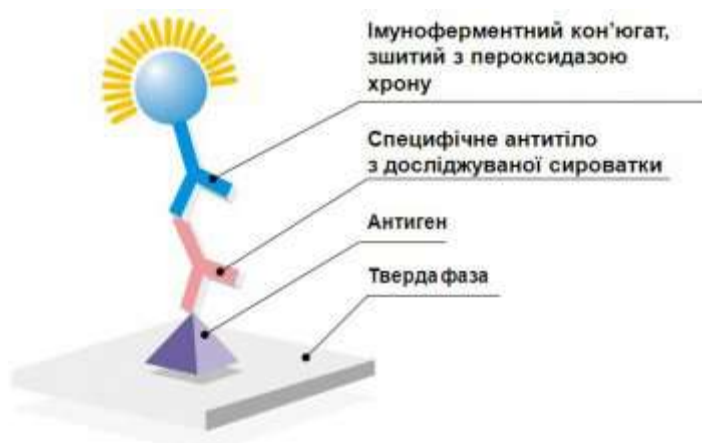 Імуноферментний кон’югат,
зшитий з пероксидазою
хрону
Специфічне антитіло
з досліджуваної сироватки
Антиген
Тверда фаза